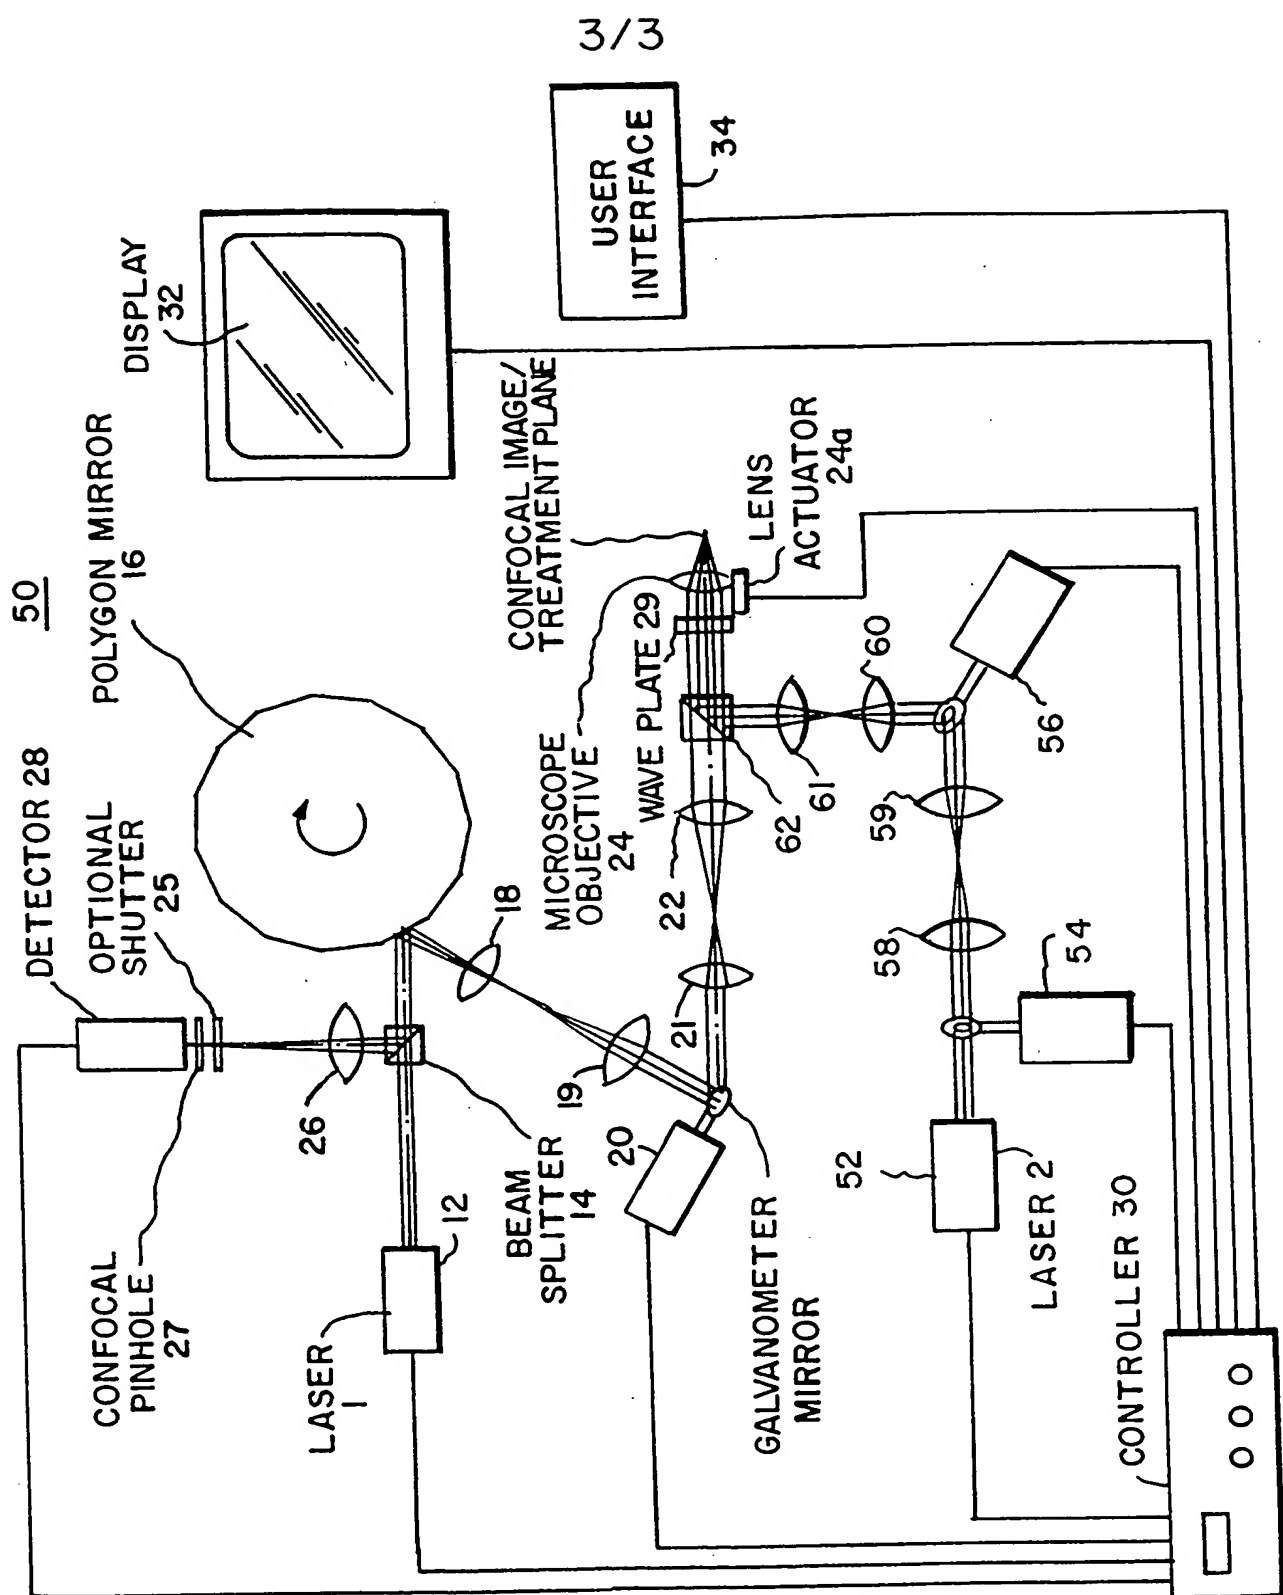 3/3
50
DISPLAY
32
USER
INTERFACE
34
POLYGON MIRROR
16
DETECTOR 28
OPTIONAL
SHUTTER
25
CONFOCAL
PINHOLE
27
26
LASER
1
12
BEAM
SPLITTER
14
18
19
20
21
22
GALVANOMETER
MIRROR
CONFOCAL IMAGE/
TREATMENT PLANE
MICROSCOPE
OBJECTIVE
24
WAVE PLATE 29
LENS
ACTUATOR
24a
62
61
60
59
58
56
54
52
LASER 2
CONTROLLER 30